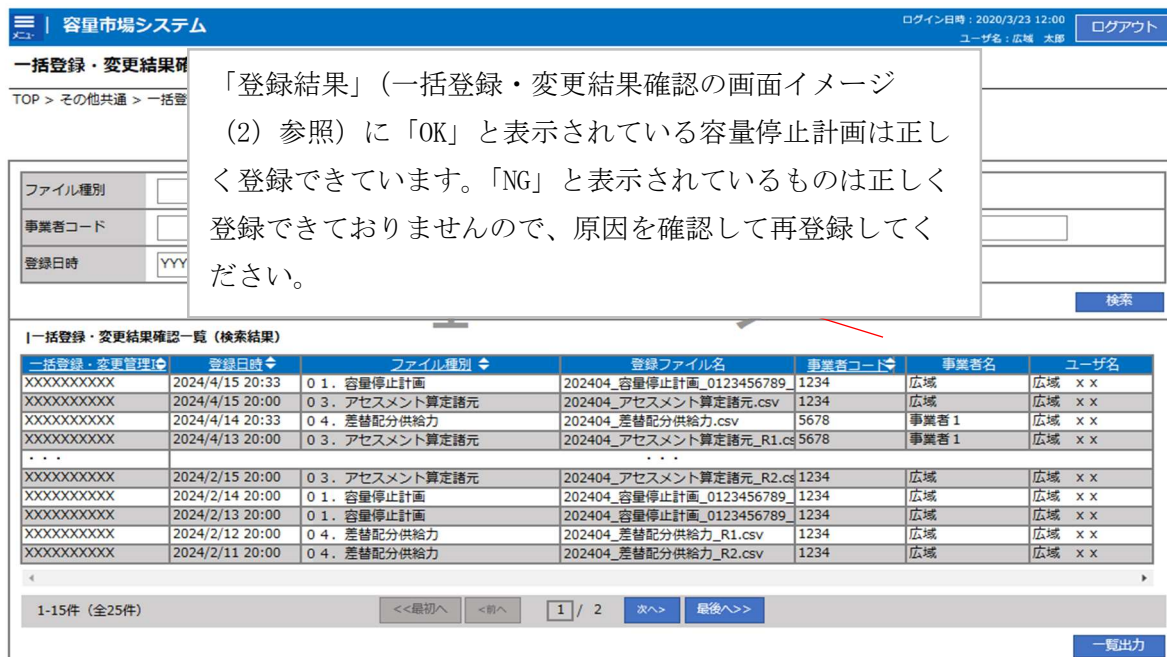 メニュー 容量市場システム ログイン日時：2020/3/23 12:00 ログアウト
ユーザ名：広域 太郎
一括登録・変更結果確
TOP > その他共通 > 一括登
「登録結果」（一括登録・変更結果確認の画面イメージ
（2）参照）に「OK」と表示されている容量停止計画は正し
く登録できています。「NG」と表示されているものは正しく
登録できておりませんので、原因を確認して再登録してく
ださい。
ファイル種別
事業者コード
登録日時 YYY
検索
|一括登録・変更結果確認一覧（検索結果）
一括登録・変更管理I 登録日時 ファイル種別 登録ファイル名 事業者コード 事業者名 ユーザ名
XXXXXXXXXX 2024/4/15 20:33 ０１．容量停止計画 202404_容量停止計画_0123456789_ 1234 広域 広域 ｘｘ
XXXXXXXXXX 2024/4/15 20:00 ０３．アセスメント算定諸元 202404_アセスメント算定諸元.csv 1234 広域 広域 ｘｘ
XXXXXXXXXX 2024/4/14 20:33 ０４．差替配分供給力 202404_差替配分供給力.csv 5678 事業者１ 広域 ｘｘ
XXXXXXXXXX 2024/4/13 20:00 ０３．アセスメント算定諸元 202404_アセスメント算定諸元_R1.cs 5678 事業者１ 広域 ｘｘ
・・・ ・・・
XXXXXXXXXX 2024/2/15 20:00 ０３．アセスメント算定諸元 202404_アセスメント算定諸元_R2.cs 1234 広域 広域 ｘｘ
XXXXXXXXXX 2024/2/14 20:00 ０１．容量停止計画 202404_容量停止計画_0123456789_ 1234 広域 広域 ｘｘ
XXXXXXXXXX 2024/2/13 20:00 ０１．容量停止計画 202404_容量停止計画_0123456789_ 1234 広域 広域 ｘｘ
XXXXXXXXXX 2024/2/12 20:00 ０４．差替配分供給力 202404_差替配分供給力_R1.csv 1234 広域 広域 ｘｘ
XXXXXXXXXX 2024/2/11 20:00 ０４．差替配分供給力 202404_差替配分供給力_R2.csv 1234 広域 広域 ｘｘ
1-15件（全25件） <<最初へ <前へ 1 / 2 次へ> 最後へ>>
一覧出力